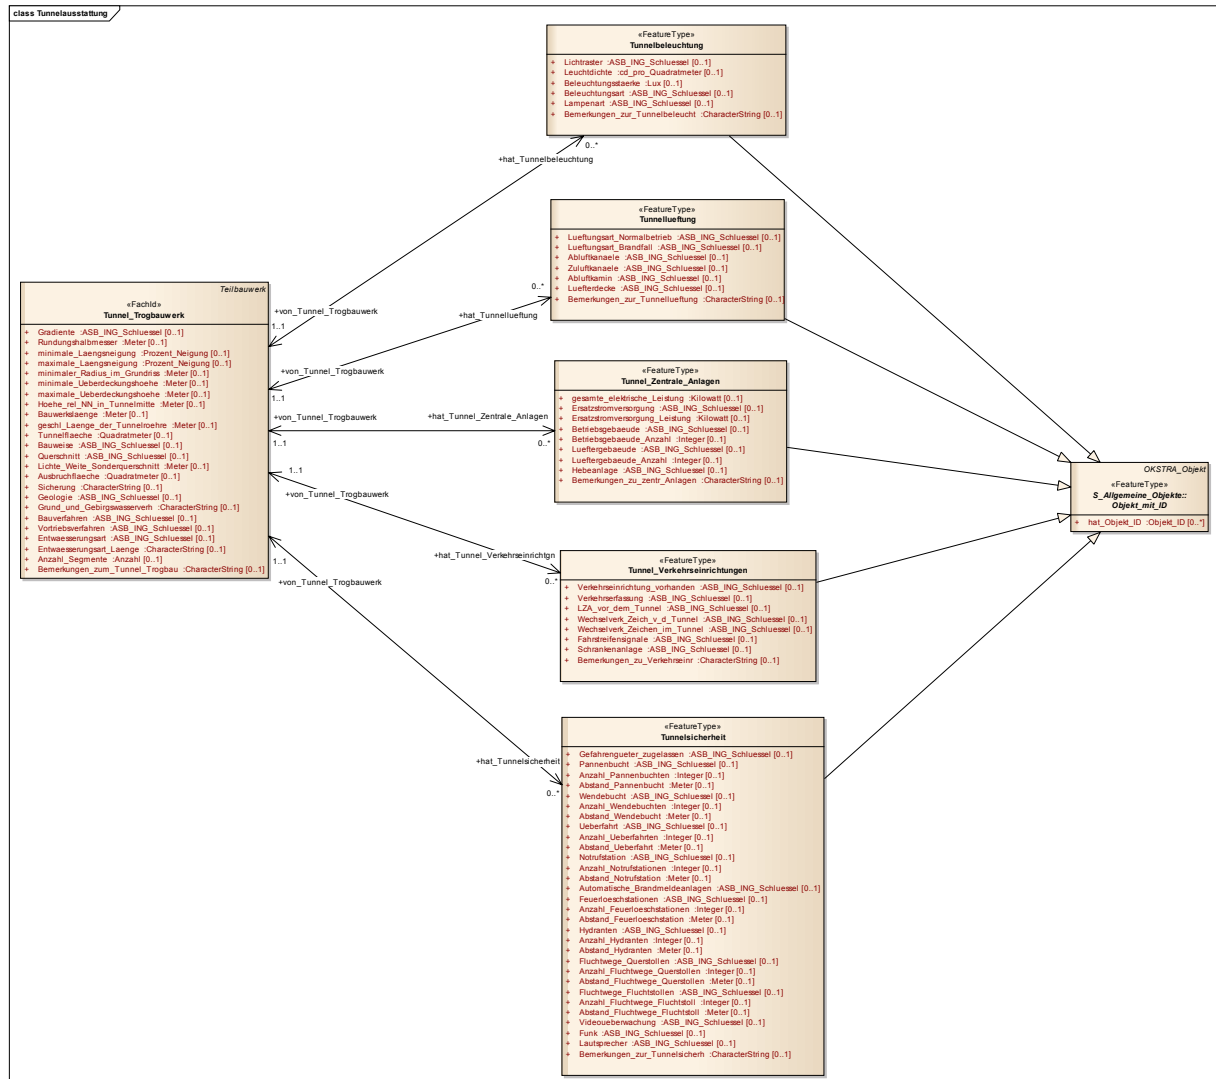 class Tunnelausstattung
«FeatureType»
Tunnelbeleuchtung
+ Lichtraster :ASB_ING_Schluessel [0..1]
+ Leuchtdichte :cd_pro_Quadratmeter [0..1]
+ Beleuchtungsstaerke :Lux [0..1]
+ Beleuchtungsart :ASB_ING_Schluessel [0..1]
+ Lampenart :ASB_ING_Schluessel [0..1]
+ Bemerkungen_zur_Tunnelbeleucht :CharacterString [0..1]
0..*
+hat_Tunnelbeleuchtung
«FeatureType»
Tunnellueftung
+ Lueftungsart_Normalbetrieb :ASB_ING_Schluessel [0..1]
+ Lueftungsart_Brandfall :ASB_ING_Schluessel [0..1]
+ Abluftkanaele :ASB_ING_Schluessel [0..1]
+ Zuluftkanaele :ASB_ING_Schluessel [0..1]
+ Abluftkamin :ASB_ING_Schluessel [0..1]
+ Luefterdecke :ASB_ING_Schluessel [0..1]
+ Bemerkungen_zur_Tunnellueftung :CharacterString [0..1]
0..*
+hat_Tunnellueftung
Teilbauwerk
«FachId»
Tunnel_Trogbauwerk
+ Gradiente :ASB_ING_Schluessel [0..1]
+ Rundungshalbmesser :Meter [0..1]
+ minimale_Laengsneigung :Prozent_Neigung [0..1]
+ maximale_Laengsneigung :Prozent_Neigung [0..1]
+ minimaler_Radius_im_Grundriss :Meter [0..1]
+ minimale_Ueberdeckungshoehe :Meter [0..1]
+ maximale_Ueberdeckungshoehe :Meter [0..1]
+ Hoehe_rel_NN_in_Tunnelmitte :Meter [0..1]
+ Bauwerkslaenge :Meter [0..1]
+ geschl_Laenge_der_Tunnelroehre :Meter [0..1]
+ Tunnelflaeche :Quadratmeter [0..1]
+ Bauweise :ASB_ING_Schluessel [0..1]
+ Querschnitt :ASB_ING_Schluessel [0..1]
+ Lichte_Weite_Sonderquerschnitt :Meter [0..1]
+ Ausbruchflaeche :Quadratmeter [0..1]
+ Sicherung :CharacterString [0..1]
+ Geologie :ASB_ING_Schluessel [0..1]
+ Grund_und_Gebirgswasserverh :CharacterString [0..1]
+ Bauverfahren :ASB_ING_Schluessel [0..1]
+ Vortriebsverfahren :ASB_ING_Schluessel [0..1]
+ Entwaesserungsart :ASB_ING_Schluessel [0..1]
+ Entwaesserungsart_Laenge :CharacterString [0..1]
+ Anzahl_Segmente :Anzahl [0..1]
+ Bemerkungen_zum_Tunnel_Trogbau :CharacterString [0..1]
+von_Tunnel_Trogbauwerk
1..1
+von_Tunnel_Trogbauwerk
1..1
+von_Tunnel_Trogbauwerk
1..1
1..1
+von_Tunnel_Trogbauwerk
1..1
+von_Tunnel_Trogbauwerk
«FeatureType»
Tunnel_Zentrale_Anlagen
+ gesamte_elektrische_Leistung :Kilowatt [0..1]
+ Ersatzstromversorgung :ASB_ING_Schluessel [0..1]
+ Ersatzstromversorgung_Leistung :Kilowatt [0..1]
+ Betriebsgebaeude :ASB_ING_Schluessel [0..1]
+ Betriebsgebaeude_Anzahl :Integer [0..1]
+ Lueftergebaeude :ASB_ING_Schluessel [0..1]
+ Lueftergebaeude_Anzahl :Integer [0..1]
+ Hebeanlage :ASB_ING_Schluessel [0..1]
+ Bemerkungen_zu_zentr_Anlagen :CharacterString [0..1]
+hat_Tunnel_Zentrale_Anlagen
0..*
OKSTRA_Objekt
«FeatureType»
S_Allgemeine_Objekte::
Objekt_mit_ID
+ hat_Objekt_ID :Objekt_ID [0..*]
+hat_Tunnel_Verkehrseinrichtgn
0..*
«FeatureType»
Tunnel_Verkehrseinrichtungen
+ Verkehrseinrichtung_vorhanden :ASB_ING_Schluessel [0..1]
+ Verkehrserfassung :ASB_ING_Schluessel [0..1]
+ LZA_vor_dem_Tunnel :ASB_ING_Schluessel [0..1]
+ Wechselverk_Zeich_v_d_Tunnel :ASB_ING_Schluessel [0..1]
+ Wechselverk_Zeichen_im_Tunnel :ASB_ING_Schluessel [0..1]
+ Fahrstreifensignale :ASB_ING_Schluessel [0..1]
+ Schrankenanlage :ASB_ING_Schluessel [0..1]
+ Bemerkungen_zu_Verkehrseinr :CharacterString [0..1]
+hat_Tunnelsicherheit
0..*
«FeatureType»
Tunnelsicherheit
+ Gefahrengueter_zugelassen :ASB_ING_Schluessel [0..1]
+ Pannenbucht :ASB_ING_Schluessel [0..1]
+ Anzahl_Pannenbuchten :Integer [0..1]
+ Abstand_Pannenbucht :Meter [0..1]
+ Wendebucht :ASB_ING_Schluessel [0..1]
+ Anzahl_Wendebuchten :Integer [0..1]
+ Abstand_Wendebucht :Meter [0..1]
+ Ueberfahrt :ASB_ING_Schluessel [0..1]
+ Anzahl_Ueberfahrten :Integer [0..1]
+ Abstand_Ueberfahrt :Meter [0..1]
+ Notrufstation :ASB_ING_Schluessel [0..1]
+ Anzahl_Notrufstationen :Integer [0..1]
+ Abstand_Notrufstation :Meter [0..1]
+ Automatische_Brandmeldeanlagen :ASB_ING_Schluessel [0..1]
+ Feuerloeschstationen :ASB_ING_Schluessel [0..1]
+ Anzahl_Feuerloeschstationen :Integer [0..1]
+ Abstand_Feuerloeschstation :Meter [0..1]
+ Hydranten :ASB_ING_Schluessel [0..1]
+ Anzahl_Hydranten :Integer [0..1]
+ Abstand_Hydranten :Meter [0..1]
+ Fluchtwege_Querstollen :ASB_ING_Schluessel [0..1]
+ Anzahl_Fluchtwege_Querstollen :Integer [0..1]
+ Abstand_Fluchtwege_Querstollen :Meter [0..1]
+ Fluchtwege_Fluchtstollen :ASB_ING_Schluessel [0..1]
+ Anzahl_Fluchtwege_Fluchtstoll :Integer [0..1]
+ Abstand_Fluchtwege_Fluchtstoll :Meter [0..1]
+ Videoueberwachung :ASB_ING_Schluessel [0..1]
+ Funk :ASB_ING_Schluessel [0..1]
+ Lautsprecher :ASB_ING_Schluessel [0..1]
+ Bemerkungen_zur_Tunnelsicherh :CharacterString [0..1]